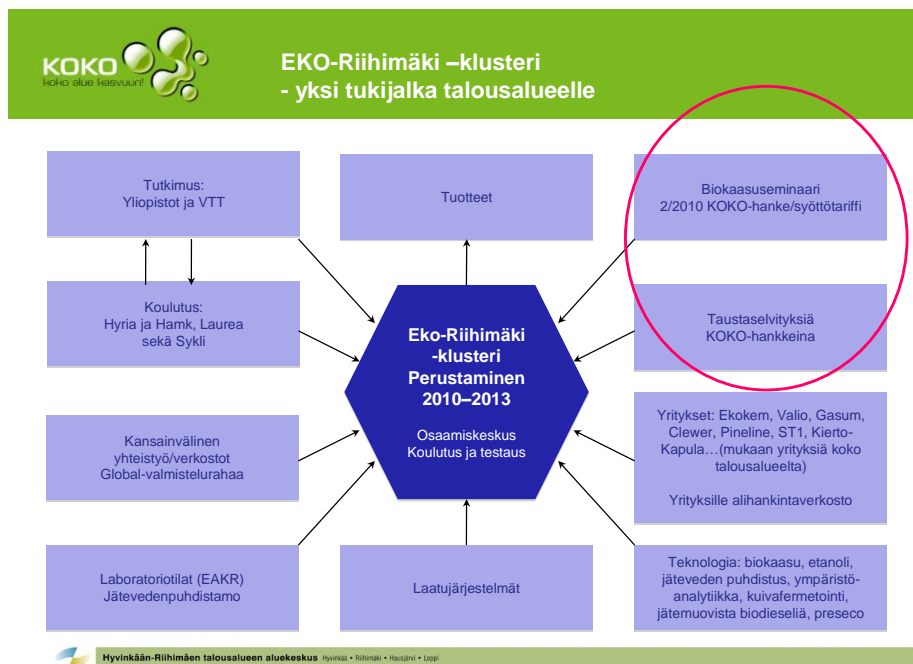 KOKO
koko alue kasvuun!
EKO-Riihimäki –klusteri
- yksi tukijalka talousalueelle
Tutkimus:
Yliopistot ja VTT
Tuotteet
Biokaasuseminaari
2/2010 KOKO-hanke/syöttötariffi
Koulutus:
Hyria ja Hamk, Laurea
sekä Sykli
Eko-Riihimäki
-klusteri
Perustaminen
2010–2013
Osaamiskeskus
Koulutus ja testaus
Taustaselvityksiä
KOKO-hankkeina
Kansainvälinen
yhteistyö/verkostot
Global-valmistelurahaa
Yritykset: Ekokem, Valio, Gasum,
Clewer, Pineline, ST1, Kierto-
Kapula…(mukaan yrityksiä koko
talousalueelta)
Yrityksille alihankintaverkosto
Laboratoriotilat (EAKR)
Jätevedenpuhdistamo
Laatujärjestelmät
Teknologia: biokaasu, etanoli,
jäteveden puhdistus, ympäristö-
analytiikka, kuivafermetointi,
jätemuovista biodieseliä, preseco
Hyvinkään-Riihimäen talousalueen aluekeskus Hyvinkää • Riihimäki • Hausjärvi • Loppi